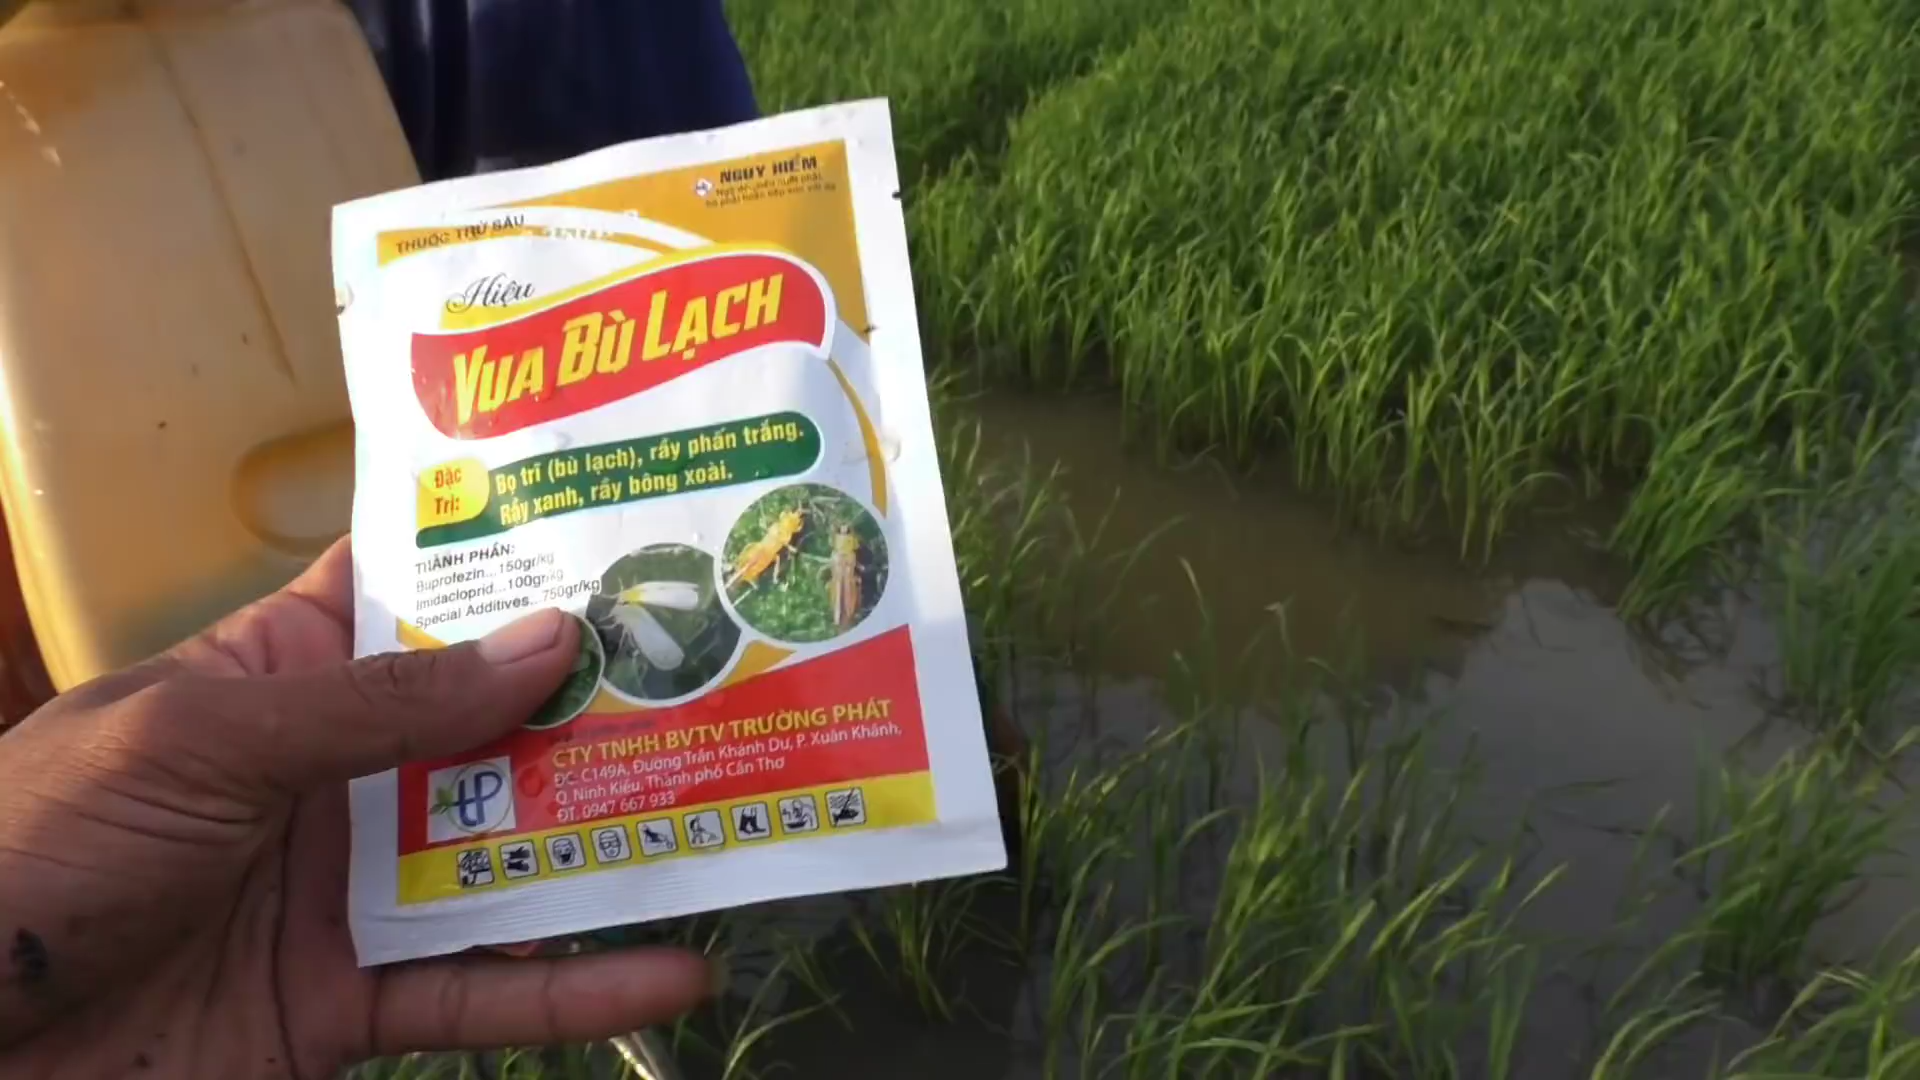 THUỐC TRỪ SÂU
NGUY HIỂM
Hiệu
VUA BÙ LẠCH
Đặc Trị:
Bọ trĩ (bù lạch), rầy phấn trắng.
Rầy xanh, rầy bông xoài.
THÀNH PHẦN:
Buprofezin...150gr/kg
Imidacloprid...100gr/kg
Special Additives...750gr/kg
CTY TNHH BVTV TRƯỜNG PHÁT
ĐC: C149A, Đường Trần Khánh Dư, P. Xuân Khánh,
Q. Ninh Kiều, Thành phố Cần Thơ
ĐT. 0947 667 933
tP